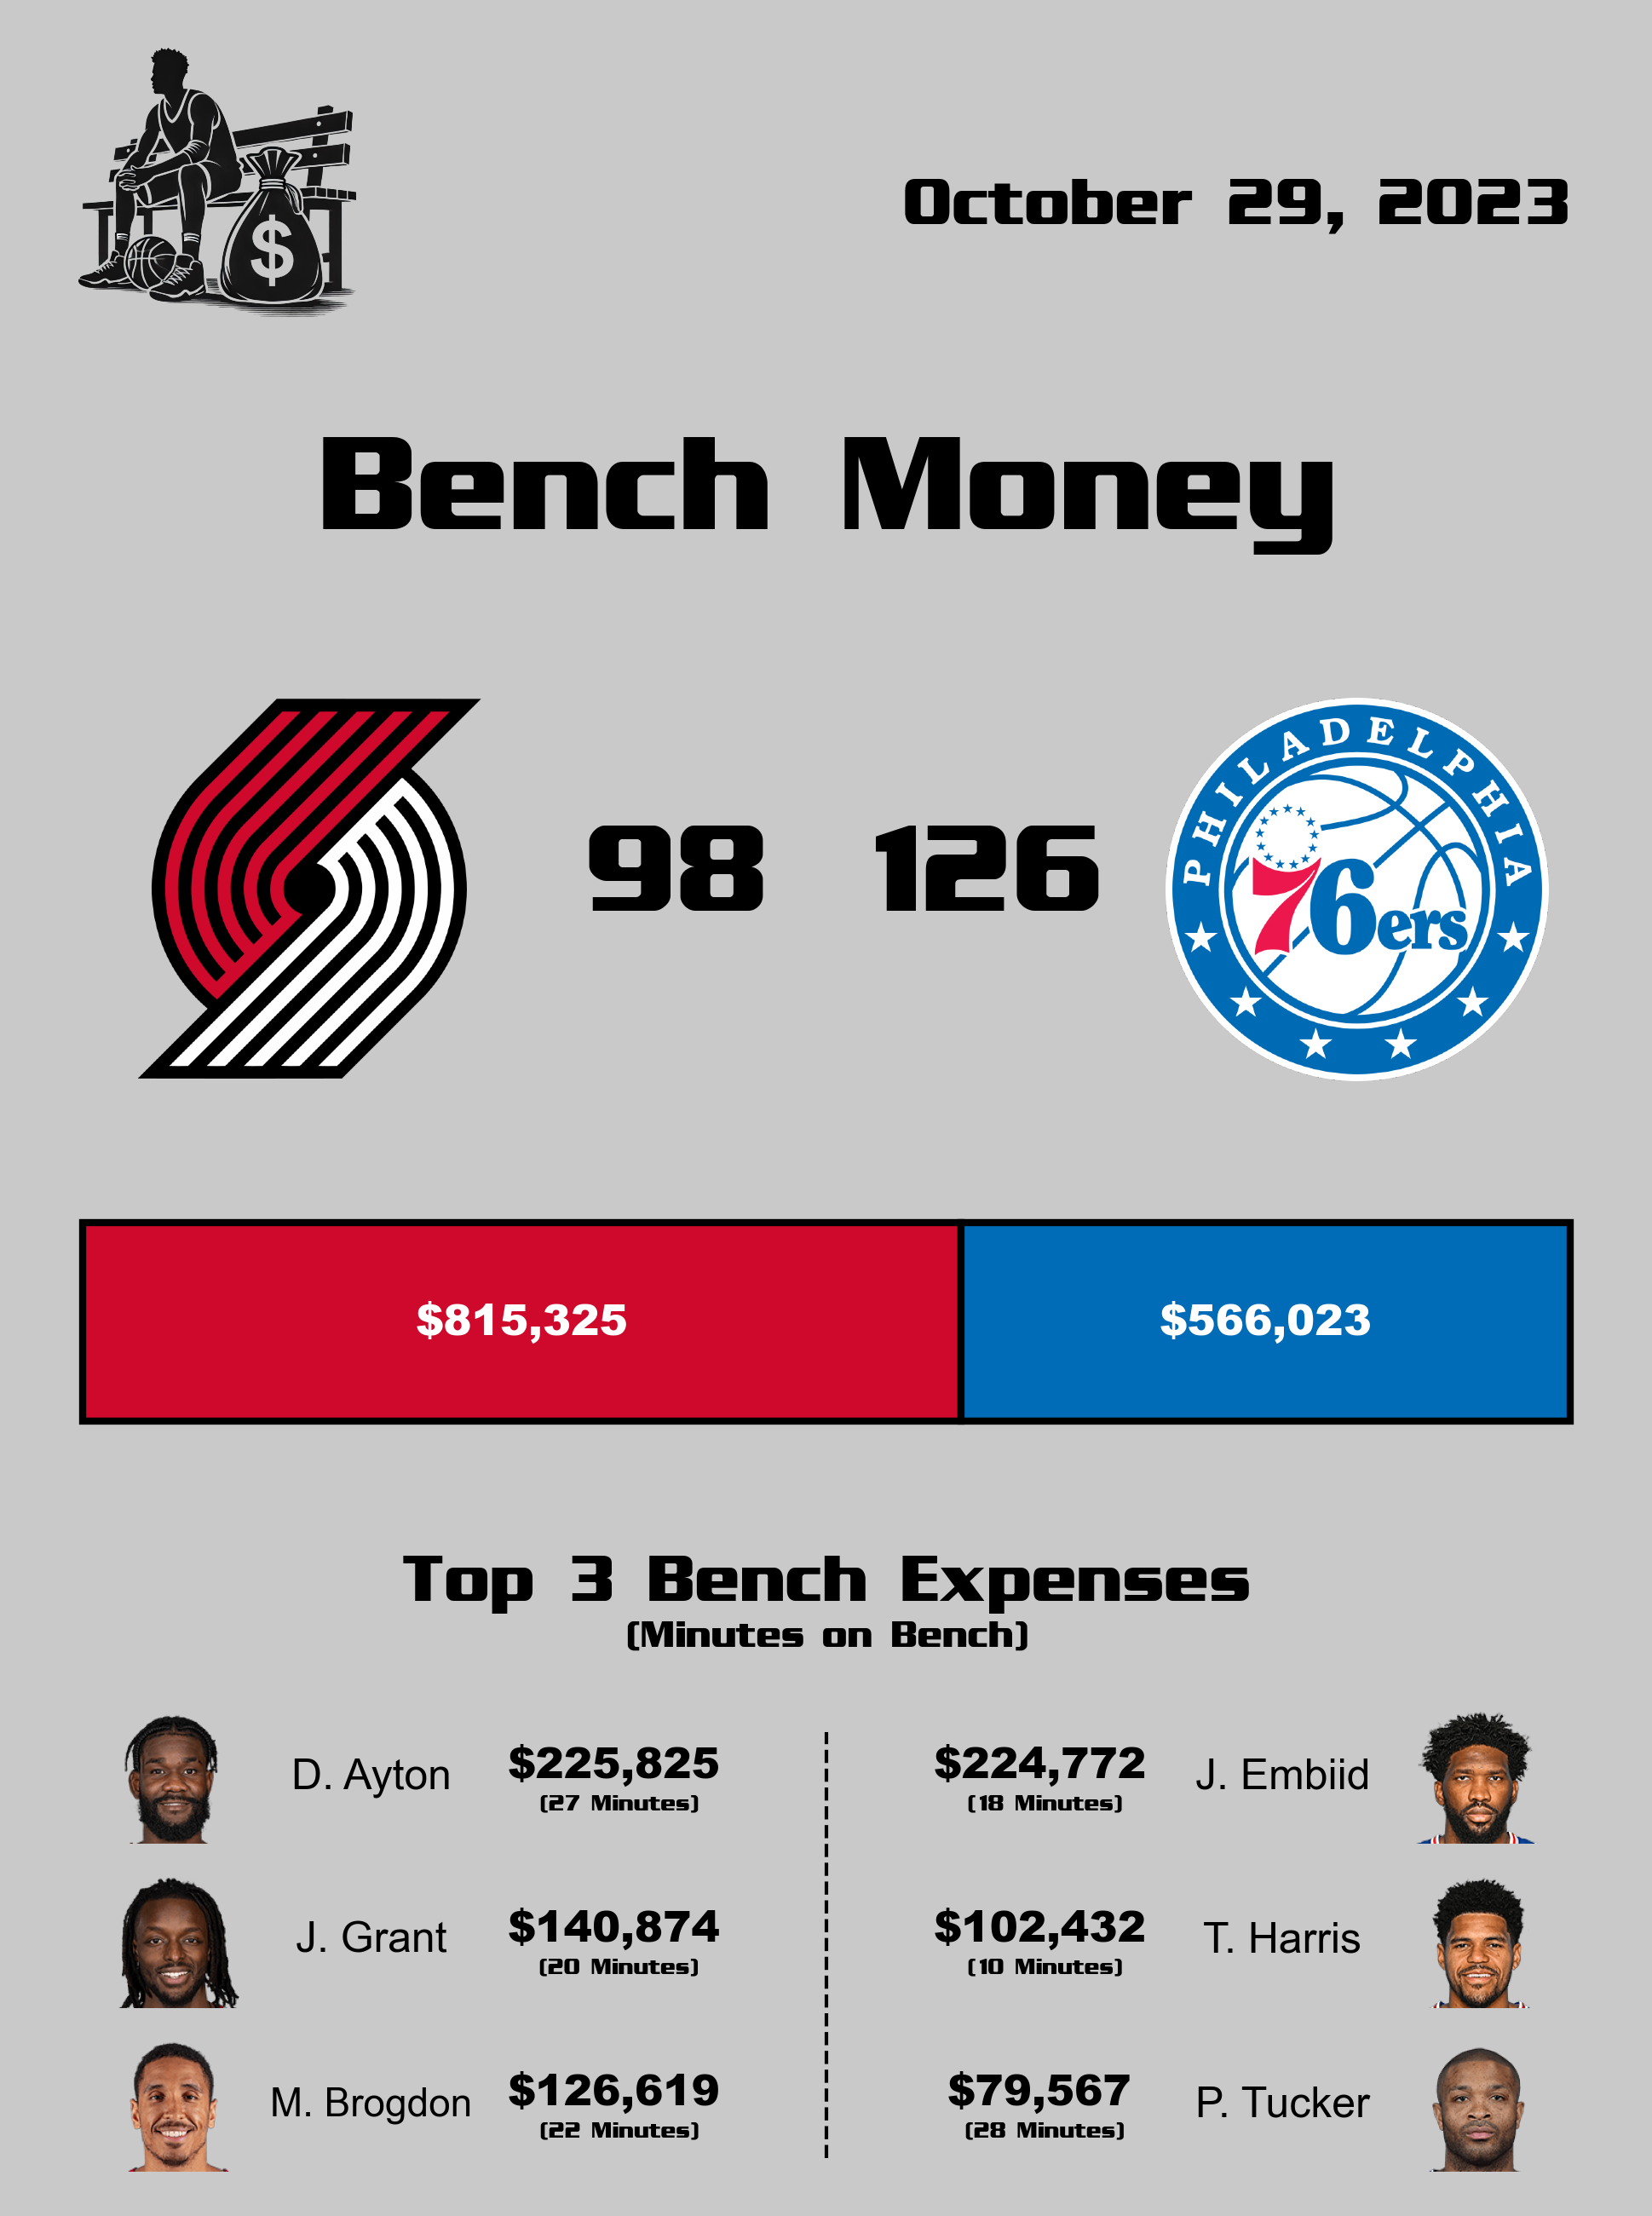 $
October 29, 2023
Bench Money
98 126
PHILADELPHIA
76ers
$815,325 $566,023
Top 3 Bench Expenses
(Minutes on Bench)
D. Ayton $225,825 $224,772 J. Embiid
(27 Minutes) (18 Minutes)
J. Grant $140,874 $102,432 T. Harris
(20 Minutes) (10 Minutes)
M. Brogdon $126,619 $79,567 P. Tucker
(22 Minutes) (28 Minutes)